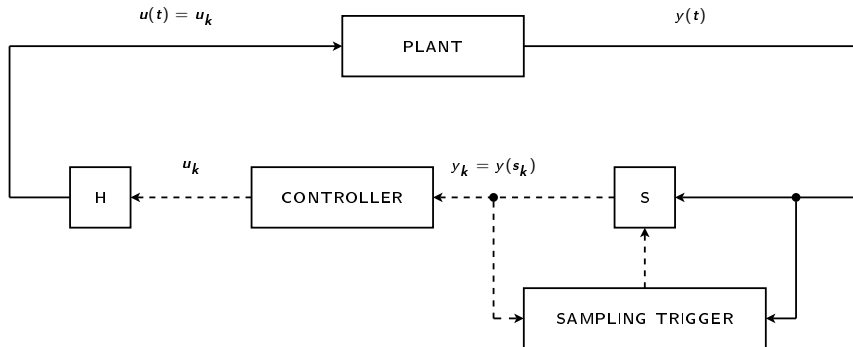 u(t) = u_k
y(t)
PLANT
u_k
y_k = y(s_k)
H
CONTROLLER
S
SAMPLING TRIGGER